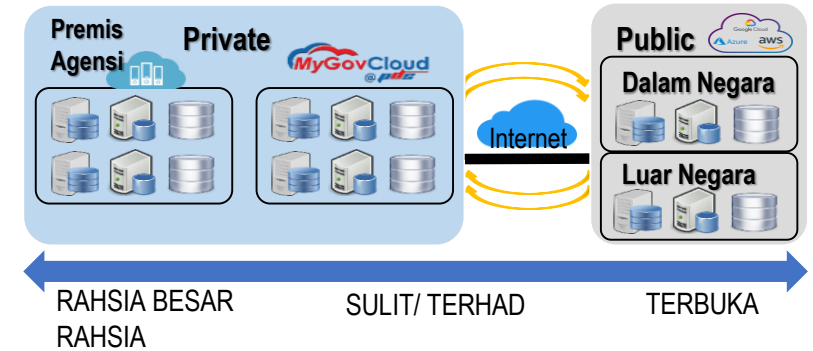 Premis
Agensi
Private
MyGovCloud
@ pdc
Internet
Public
Google Cloud
Azure
aws
Dalam Negara
Luar Negara
RAHSIA BESAR
RAHSIA
SULIT/ TERHAD
TERBUKA